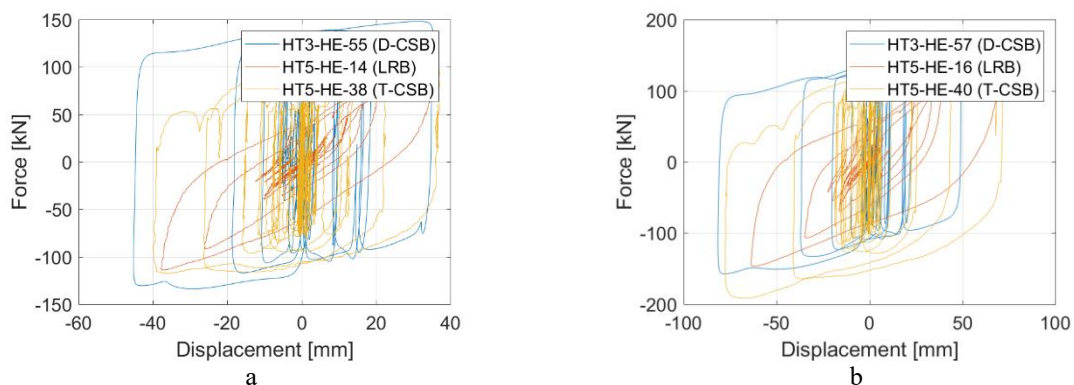 150
100
50
0
-50
-100
-150
-60
-40
-20
0
20
40
Force [kN]
Displacement [mm]
HT3-HE-55 (D-CSB)
HT5-HE-14 (LRB)
HT5-HE-38 (T-CSB)
a
200
100
0
-100
-200
-100
-50
0
50
100
Force [kN]
Displacement [mm]
HT3-HE-57 (D-CSB)
HT5-HE-16 (LRB)
HT5-HE-40 (T-CSB)
b